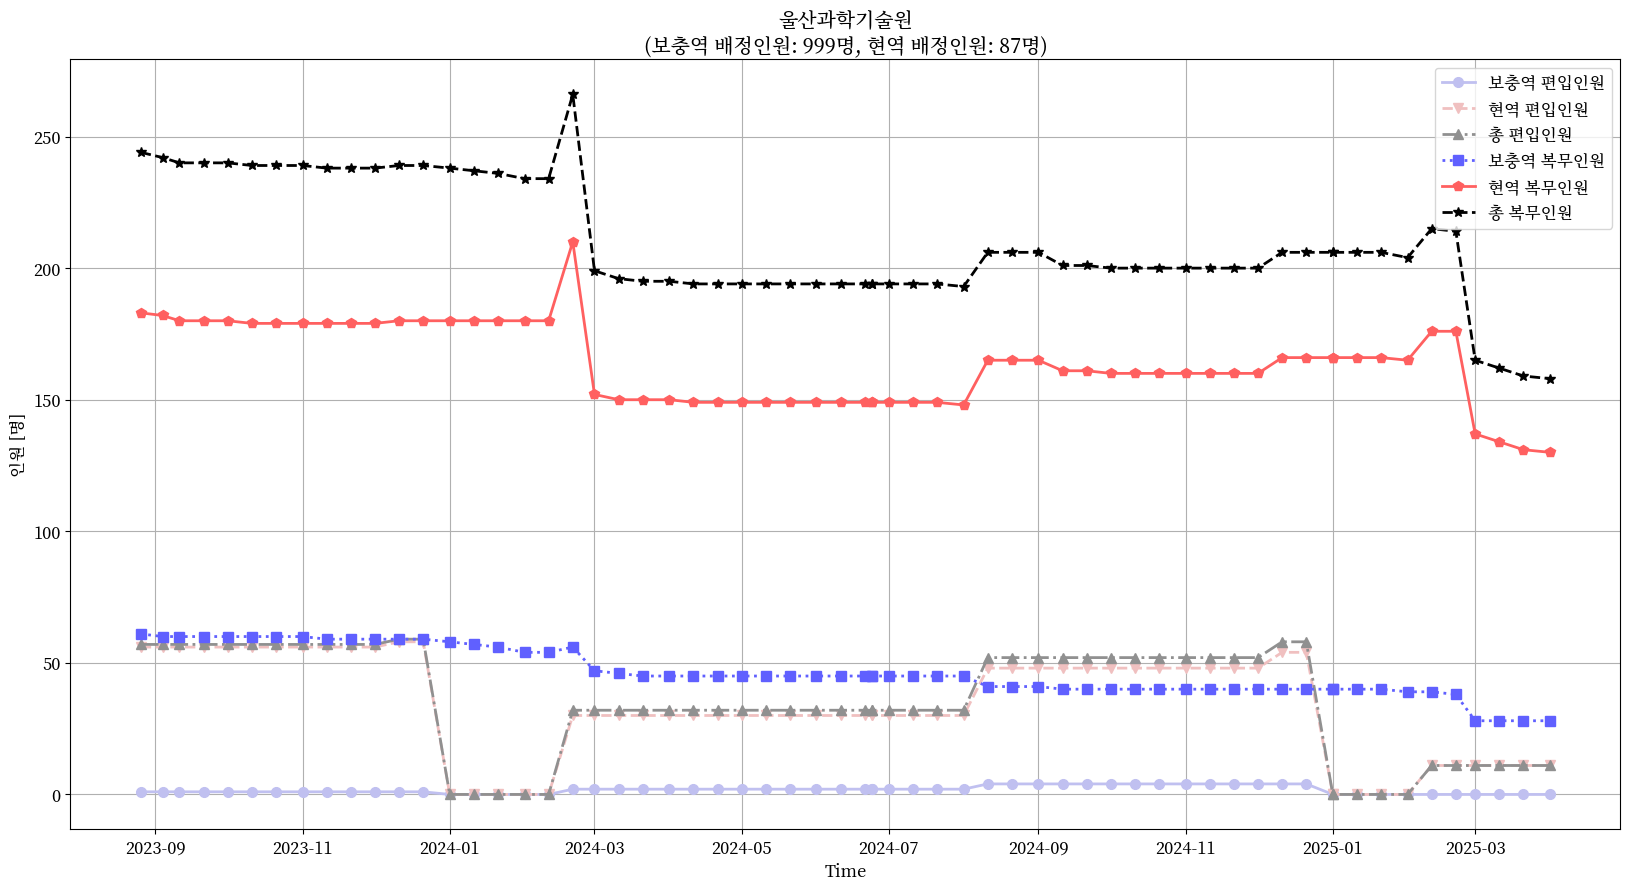 울산과학기술원
(보충역 배정인원: 999명, 현역 배정인원: 87명)
보충역 편입인원
현역 편입인원
총 편입인원
보충역 복무인원
현역 복무인원
총 복무인원
인원 [명]
250
200
150
100
50
0
2023-09 2023-11 2024-01 2024-03 2024-05 2024-07 2024-09 2024-11 2025-01 2025-03
Time